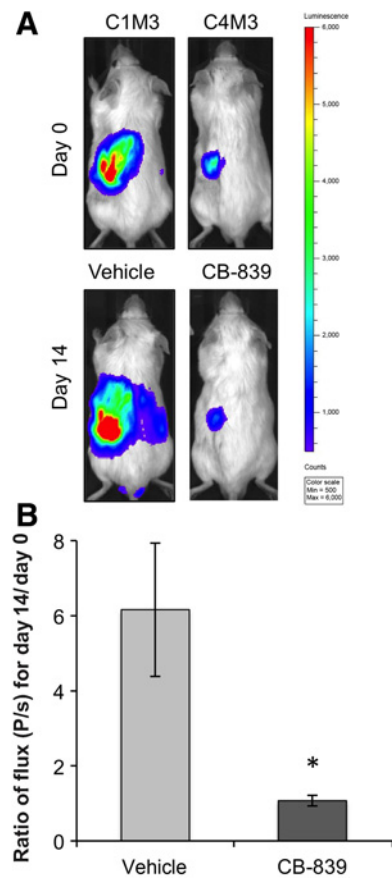 A
C1M3 C4M3
Day 0
Vehicle CB-839
Day 14
Luminescence
6,000
5,000
4,000
3,000
2,000
1,000
Counts
Color scale
Min = 500
Max = 6,000
B
Ratio of flux (P/s) for day 14/day 0
8
6
4
2
0
*
Vehicle CB-839